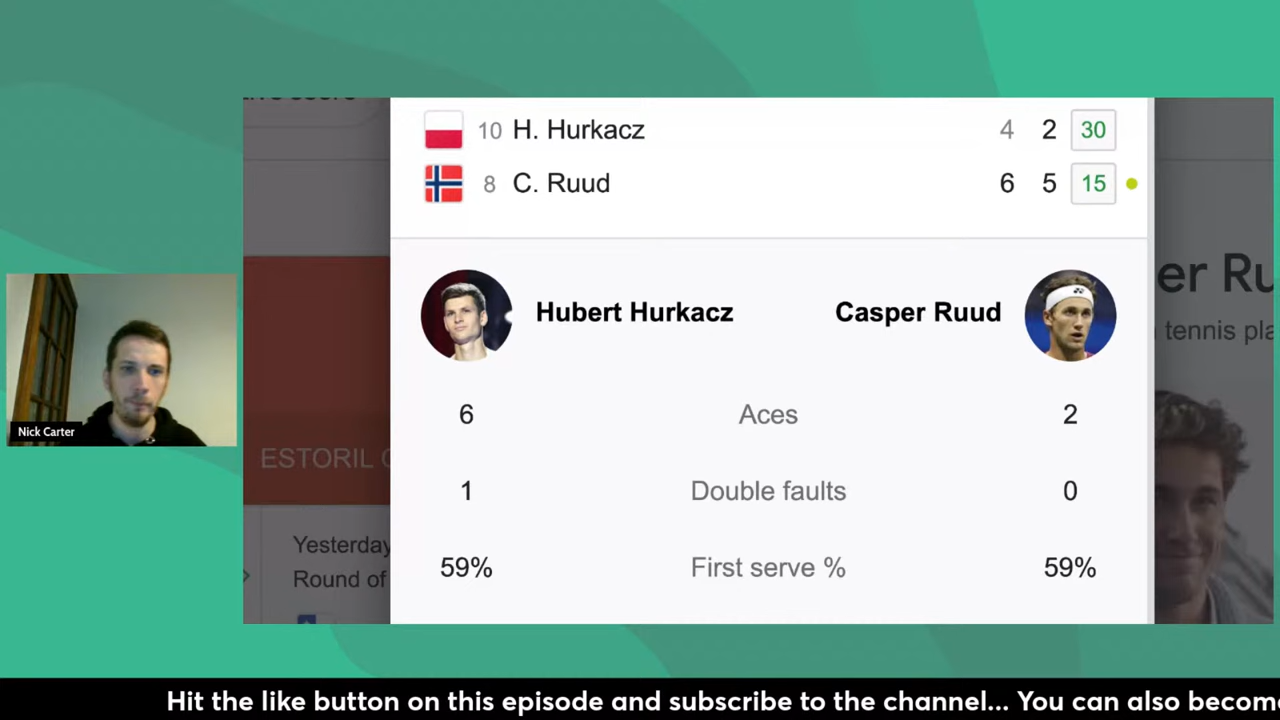 10 H. Hurkacz 4 2 30
8 C. Ruud 6 5 15
er Ru
tennis pla
Hubert Hurkacz Casper Ruud
6 Aces 2
Nick Carter
ESTORIL
1 Double faults 0
Yesterday
59% First serve % 59%
Round of
Hit the like button on this episode and subscribe to the channel... You can also becom